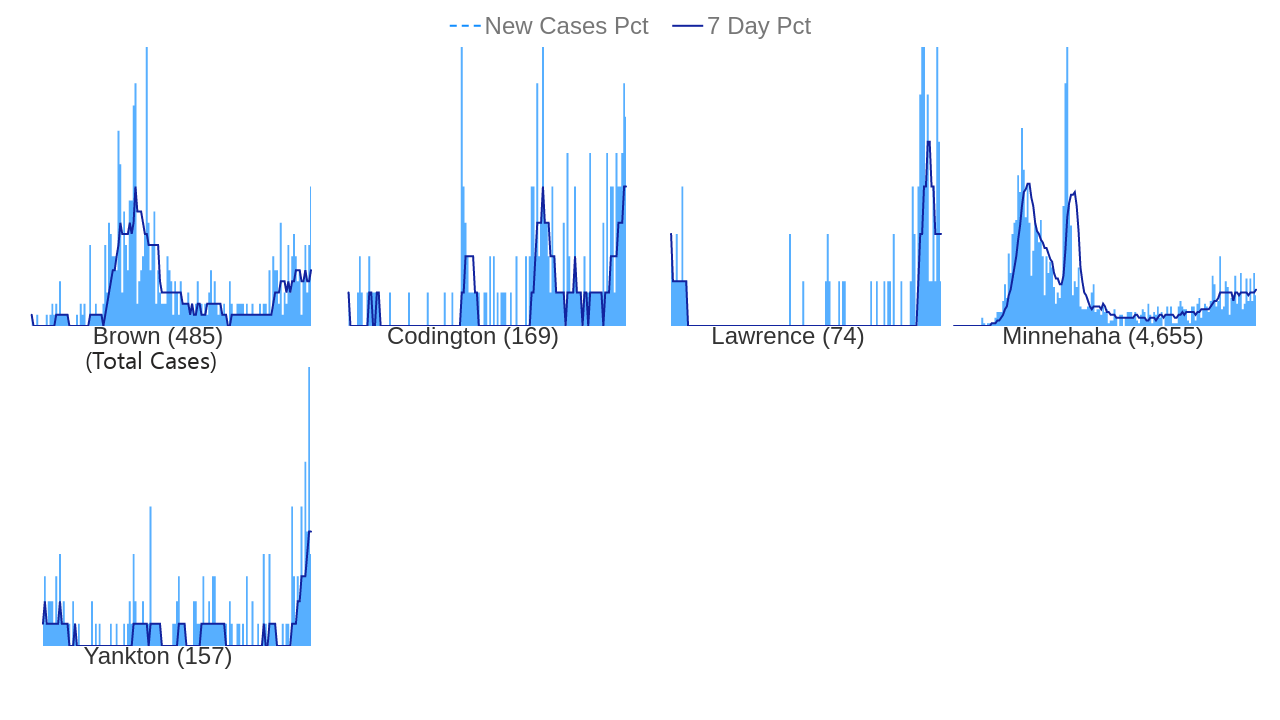 New Cases Pct 7 Day Pct
Brown (485) Codington (169) Lawrence (74) Minnehaha (4,655)
(Total Cases)
Yankton (157)